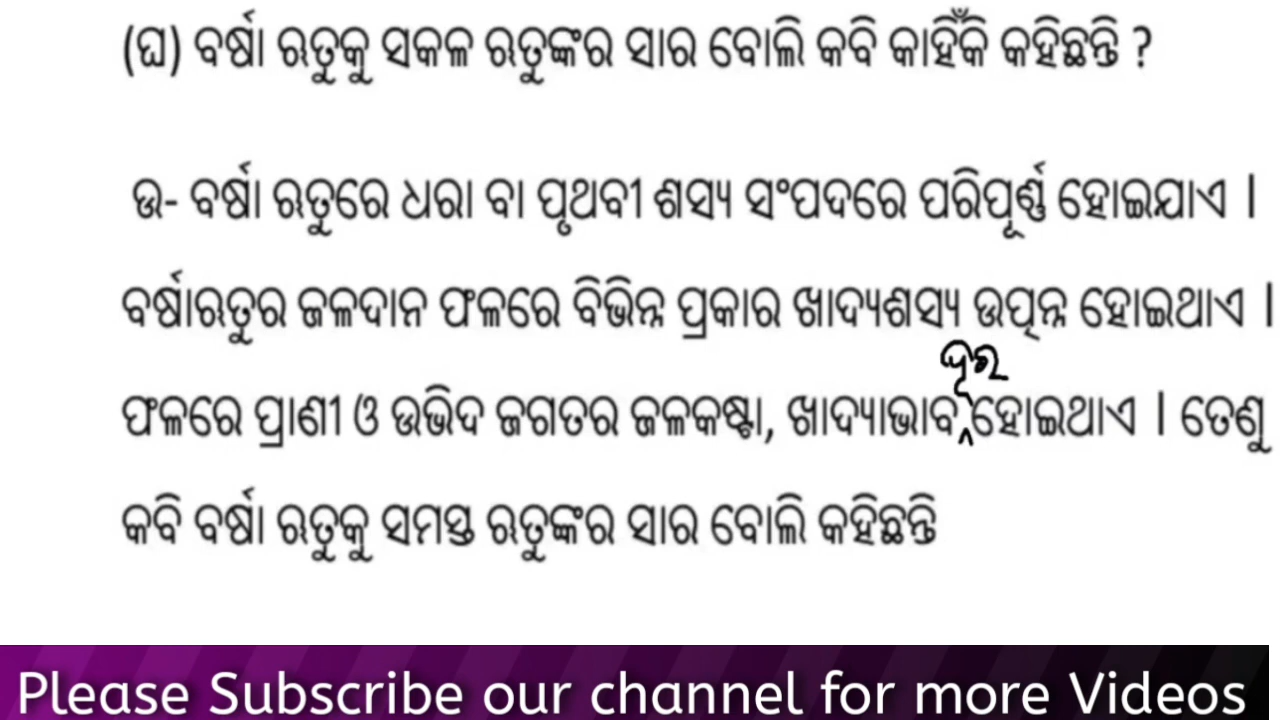 (ଘ) ବର୍ଷା ଋତୁକୁ ସକଳ ଋତୁଙ୍କର ସାର ବୋଲି କବି କାହିଁକି କହିଛନ୍ତି ?
ଉ- ବର୍ଷା ଋତୁରେ ଧରା ବା ପୃଥିବୀ ଶସ୍ୟ ସଂପଦରେ ପରିପୂର୍ଣ୍ଣ ହୋଇଯାଏ ।
ବର୍ଷାଋତୁର ଜଳଦାନ ଫଳରେ ବିଭିନ୍ନ ପ୍ରକାର ଖାଦ୍ୟଶସ୍ୟ ଉତ୍ପନ୍ନ ହୋଇଥାଏ ।
ଦୂର
ଫଳରେ ପ୍ରାଣୀ ଓ ଉଦ୍ଭିଦ ଜଗତର ଜଳକଷ୍ଟ, ଖାଦ୍ୟାଭାବ ହୋଇଥାଏ । ତେଣୁ
କବି ବର୍ଷା ଋତୁକୁ ସମସ୍ତ ଋତୁଙ୍କର ସାର ବୋଲି କହିଛନ୍ତି
Please Subscribe our channel for more Videos